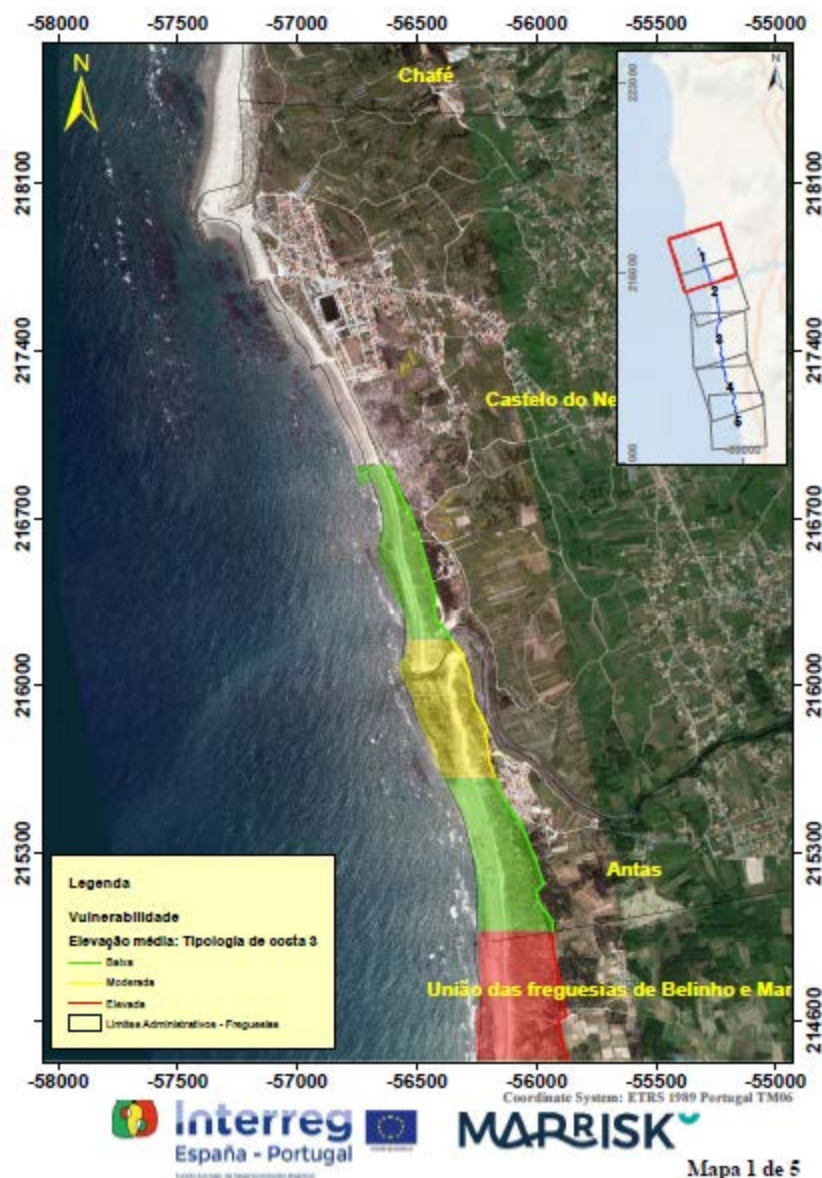 -58000 -57500 -57000 -56500 -56000 -55500 -55000
N
Chafé
N
223000
218100
218100
216000
1
2
217400
217400
3
Castelo do Ne
4
5
216700
216700
216000
216000
215300
215300
Antas
Legenda
Vulnerabilidade
Elevação média: Tipologia de costa 3
Baixa
Moderada
Elevada
Limites Administrativos - Freguesias
União das freguesias de Belinho e Mar
214600
214600
-58000 -57500 -57000 -56500 -56000 -55500 -55000
Coordinate System: ETRS 1989 Portugal TM06
Interreg
España - Portugal
MARRISK
Mapa 1 de 5